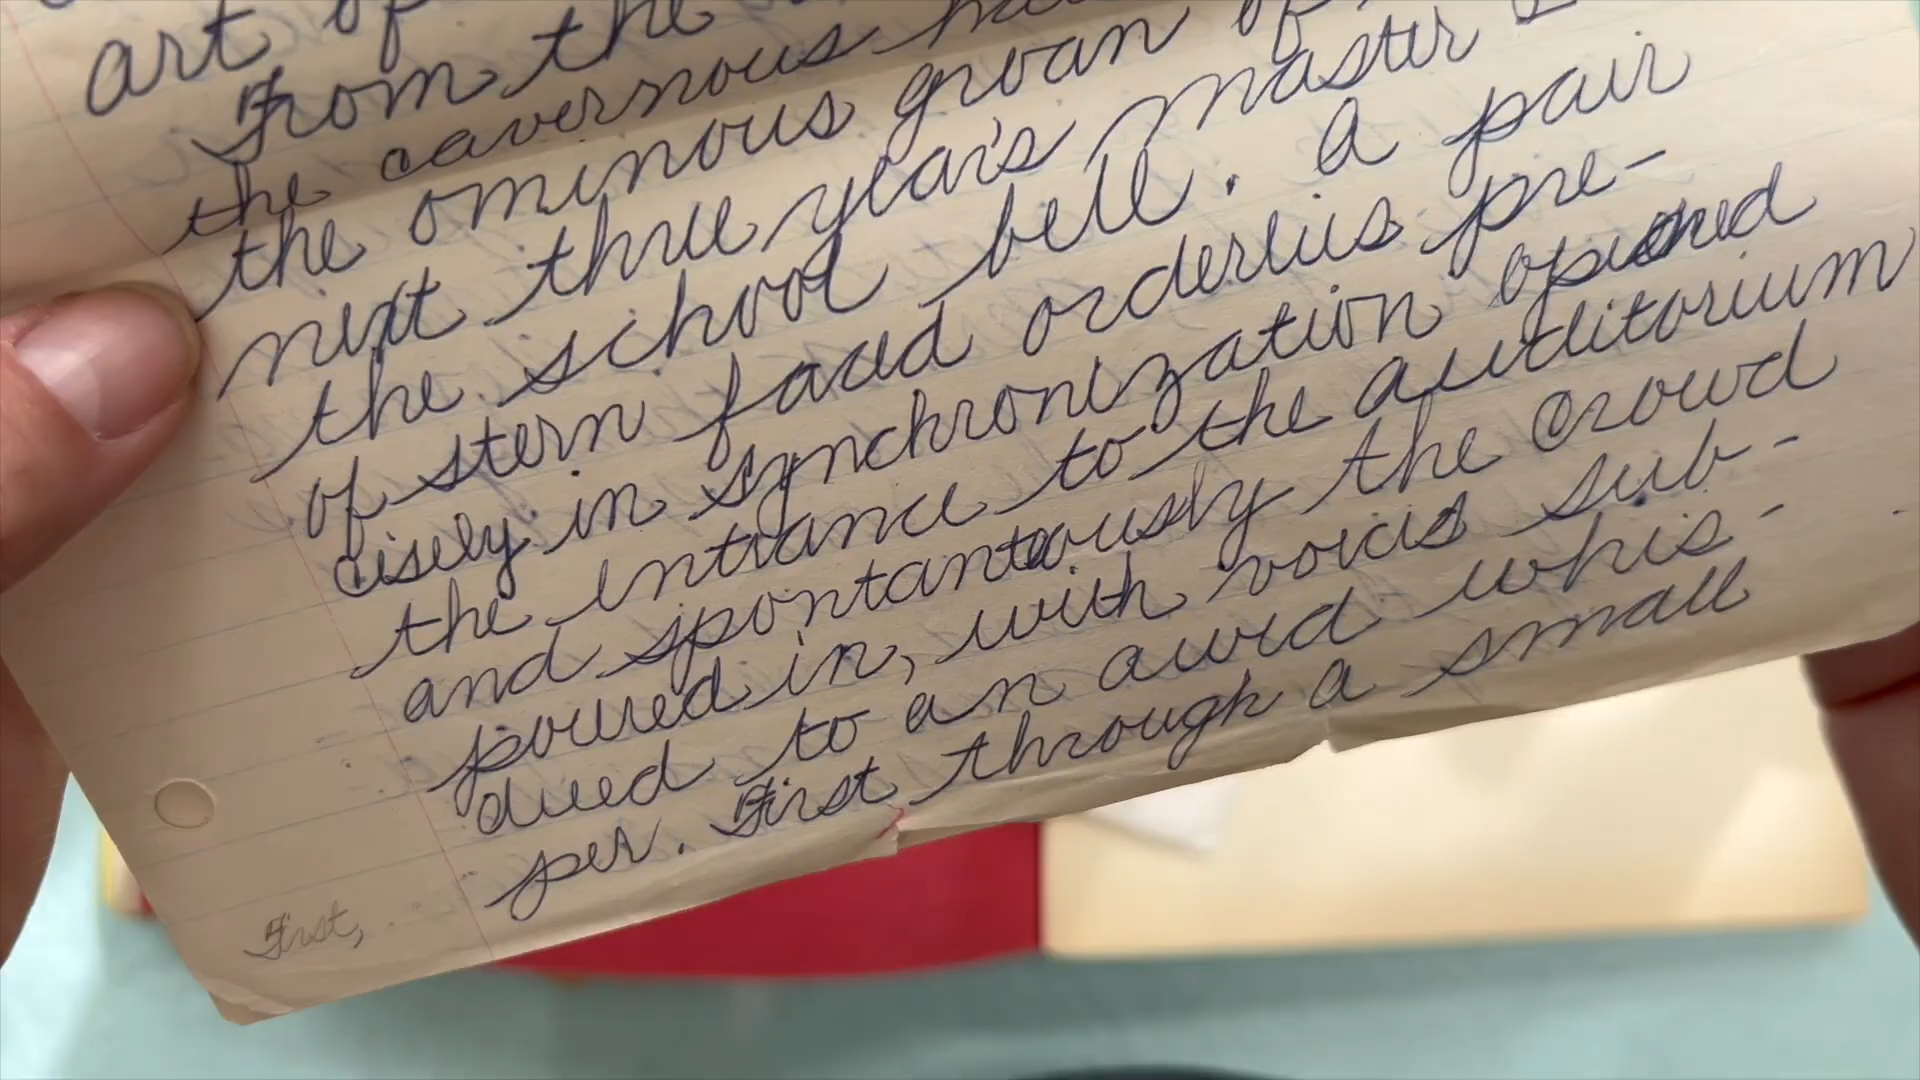 art of
From the
the cavernous
the ominous groan of
next three year's master
the school bell. A pair
of stern faced orderlies pre-
cisely in synchronization opened
the entrance to the auditorium
and spontaneously the crowd
poured in, with voices sub-
dued to an awed whis-
per. First through a small
First,